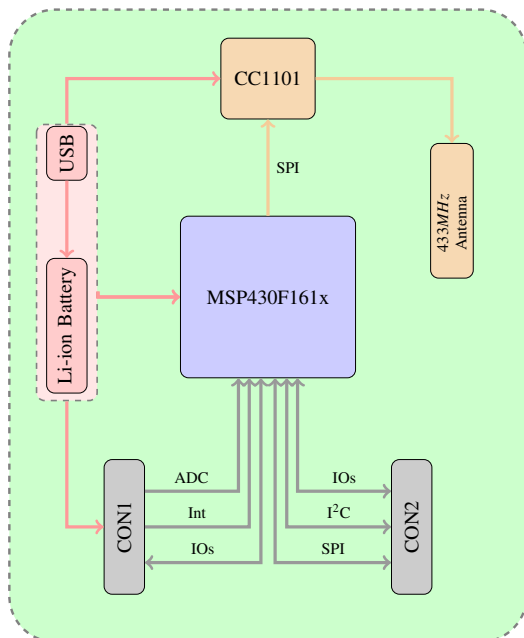 CC1101
USB
SPI
433MHz
Antenna
MSP430F161x
Li-ion Battery
ADC
IOs
CON1
Int
I²C
CON2
IOs
SPI